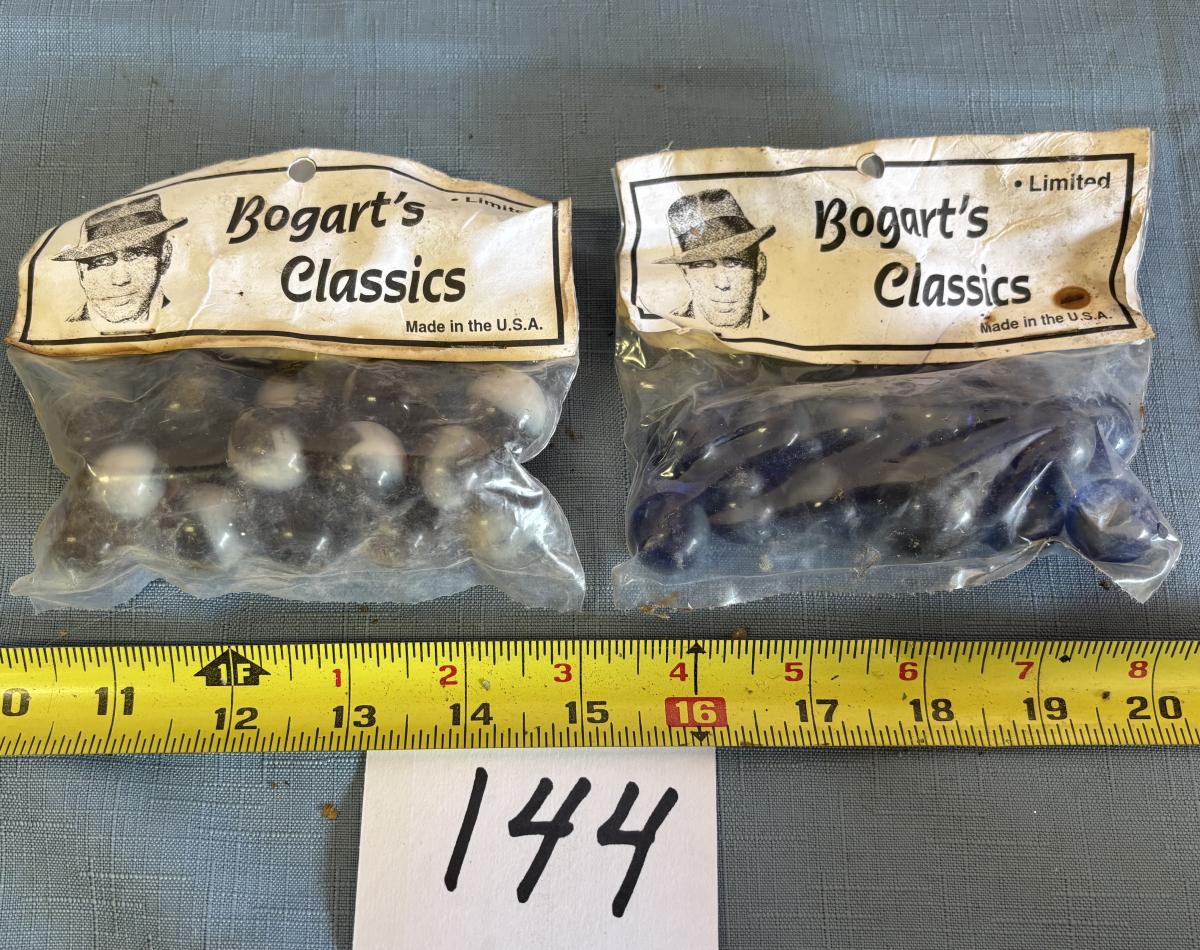 Bogart's
• Limited
Classics
Made in the U.S.A.
Bogart's
• Limited
Classics
Made in the U.S.A.
1F 1 2 3 4 5 6 7 8
0 11 12 13 14 15 16 17 18 19 20
144